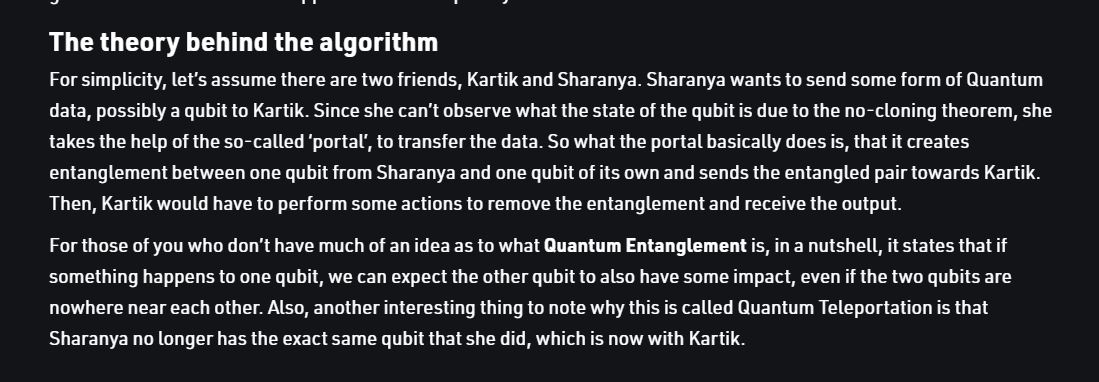 The theory behind the algorithm
For simplicity, let's assume there are two friends, Kartik and Sharanya. Sharanya wants to send some form of Quantum
data, possibly a qubit to Kartik. Since she can't observe what the state of the qubit is due to the no-cloning theorem, she
takes the help of the so-called ‘portal’, to transfer the data. So what the portal basically does is, that it creates
entanglement between one qubit from Sharanya and one qubit of its own and sends the entangled pair towards Kartik.
Then, Kartik would have to perform some actions to remove the entanglement and receive the output.
For those of you who don't have much of an idea as to what Quantum Entanglement is, in a nutshell, it states that if
something happens to one qubit, we can expect the other qubit to also have some impact, even if the two qubits are
nowhere near each other. Also, another interesting thing to note why this is called Quantum Teleportation is that
Sharanya no longer has the exact same qubit that she did, which is now with Kartik.